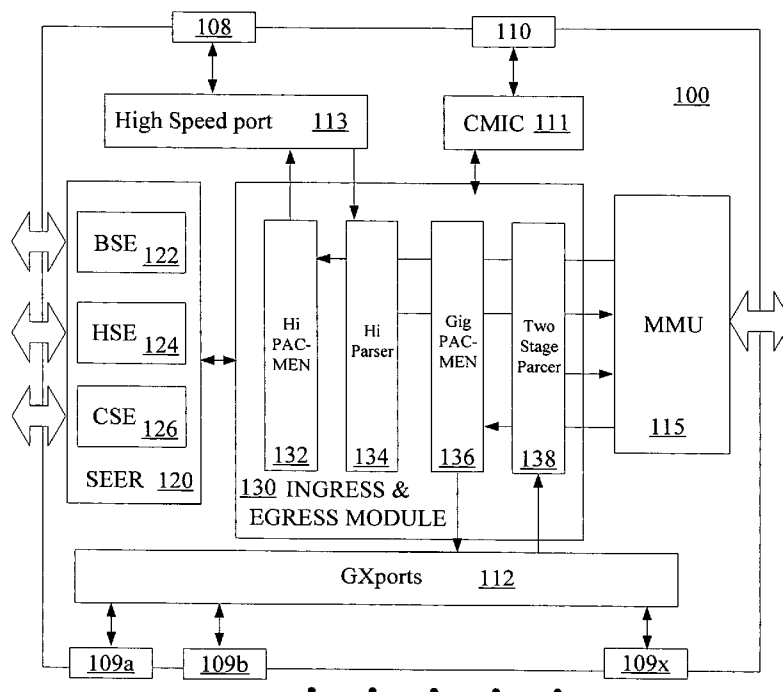 108
110
100
High Speed port 113
CMIC 111
BSE 122
HSE 124
CSE 126
SEER 120
Hi
PAC-
MEN
132
Hi
Parser
134
Gig
PAC-
MEN
136
Two
Stage
Parcer
138
130 INGRESS &
EGRESS MODULE
MMU
115
GXports 112
109a
109b
109x